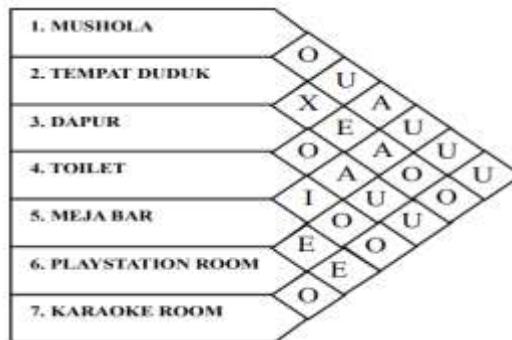 1. MUSHOLA
O
2. TEMPAT DUDUK
U
X A
3. DAPUR
E U
O A U
4. TOILET
A O U
I U O
5. MEJA BAR
O U
E O
6. PLAYSTATION ROOM
E
O
7. KARAOKE ROOM